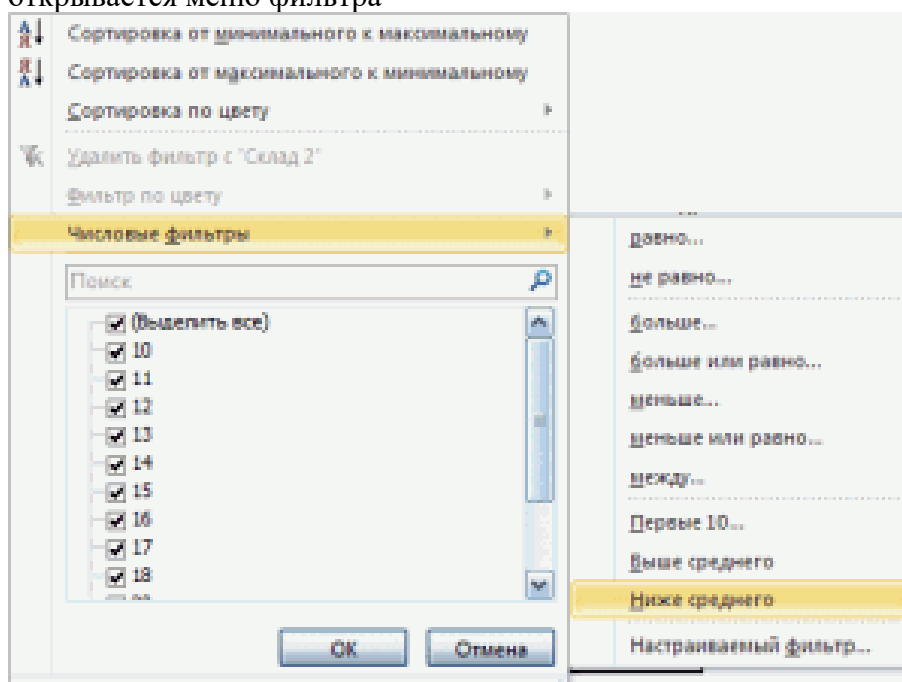 открывается меню фильтра
Сортировка от минимального к максимальному
Сортировка от максимального к минимальному
Сортировка по цвету
Удалить фильтр с "Склад 2"
Фильтр по цвету
Числовые фильтры
Поиск
(Выделить все)
10
11
12
13
14
15
16
17
18
ОК
Отмена
равно...
не равно...
больше...
больше или равно...
меньше...
меньше или равно...
между...
Первые 10...
Выше среднего
Ниже среднего
Настраиваемый фильтр...